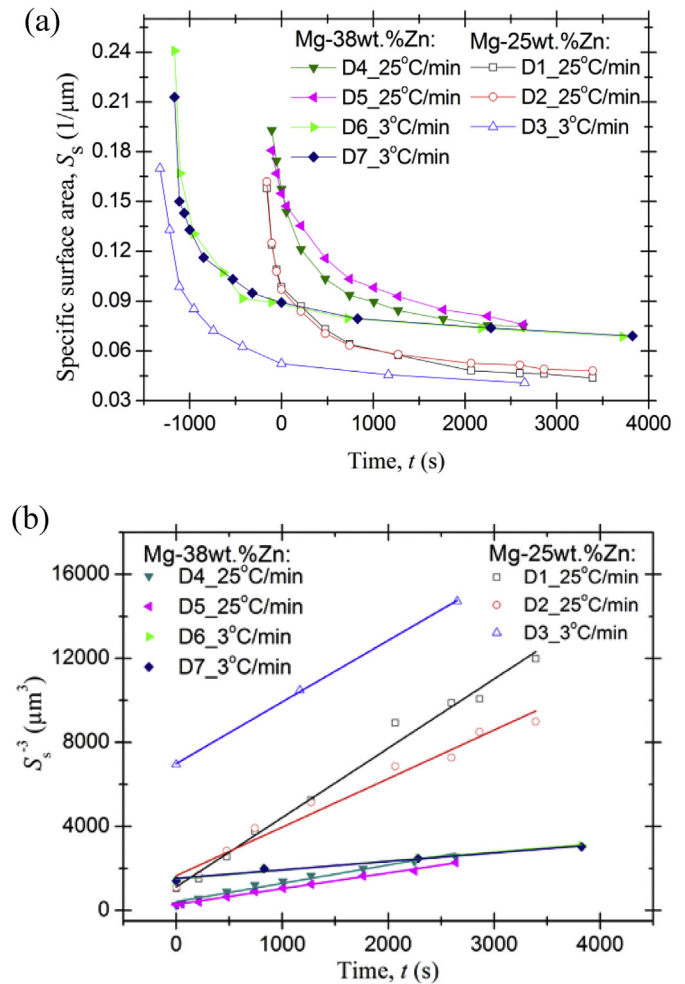 (a)
Mg-38wt.%Zn: Mg-25wt.%Zn:
D4_25°C/min D1_25°C/min
D5_25°C/min D2_25°C/min
D6_3°C/min D3_3°C/min
D7_3°C/min
Specific surface area, Sₛ (1/μm)
0.24
0.21
0.18
0.15
0.12
0.09
0.06
0.03
-1000 0 1000 2000 3000 4000
Time, t (s)
(b)
Mg-38wt.%Zn: Mg-25wt.%Zn:
D4_25°C/min D1_25°C/min
D5_25°C/min D2_25°C/min
D6_3°C/min D3_3°C/min
D7_3°C/min
Sₛ⁻³ (μm³)
16000
12000
8000
4000
0
0 1000 2000 3000 4000
Time, t (s)